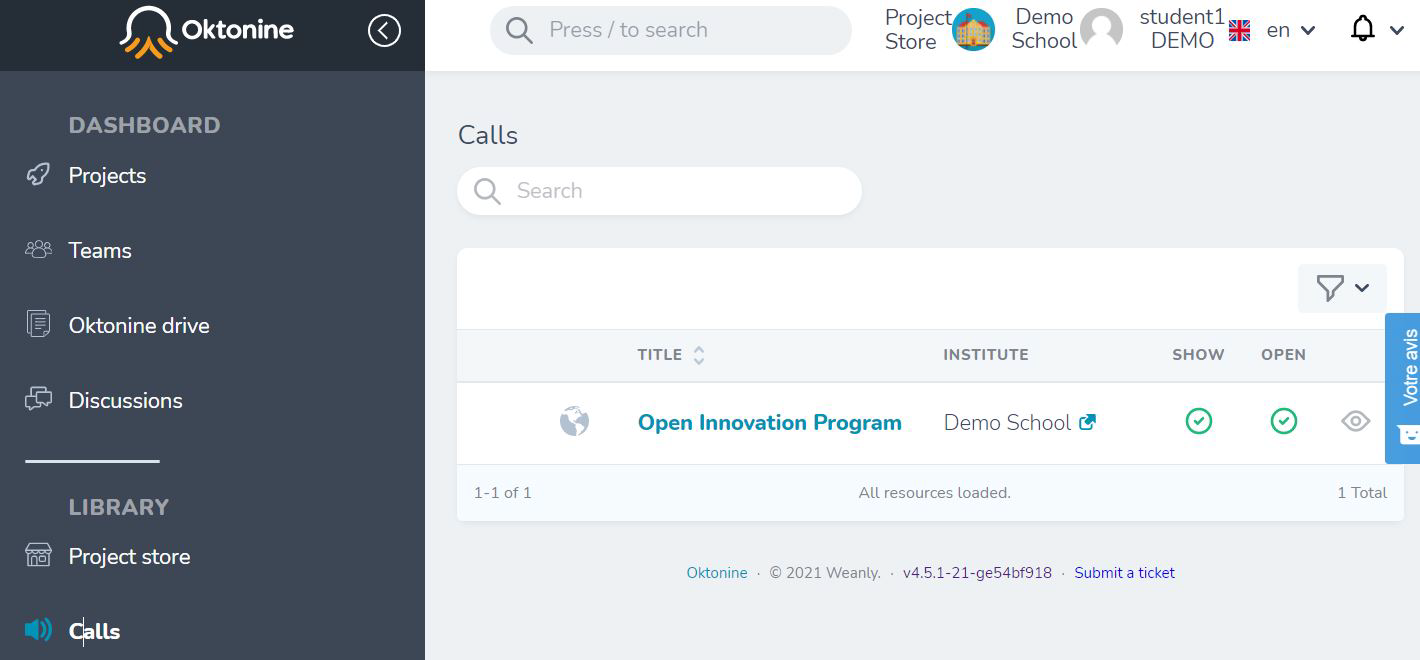 Oktonine
Press / to search
Project Store
Demo School
student1 DEMO
en
DASHBOARD
Projects
Teams
Oktonine drive
Discussions
LIBRARY
Project store
Calls
Calls
Search
TITLE INSTITUTE SHOW OPEN
Open Innovation Program Demo School
1-1 of 1 All resources loaded. 1 Total
Votre avis
Oktonine · © 2021 Weanly. · v4.5.1-21-ge54bf918 · Submit a ticket